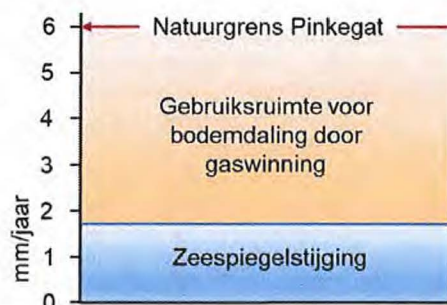 6
Natuurgrens Pinkegat
5
4
3
2
1
0
mm/jaar
Gebruiksruimte voor
bodemdaling door
gaswinning
Zeespiegelstijging